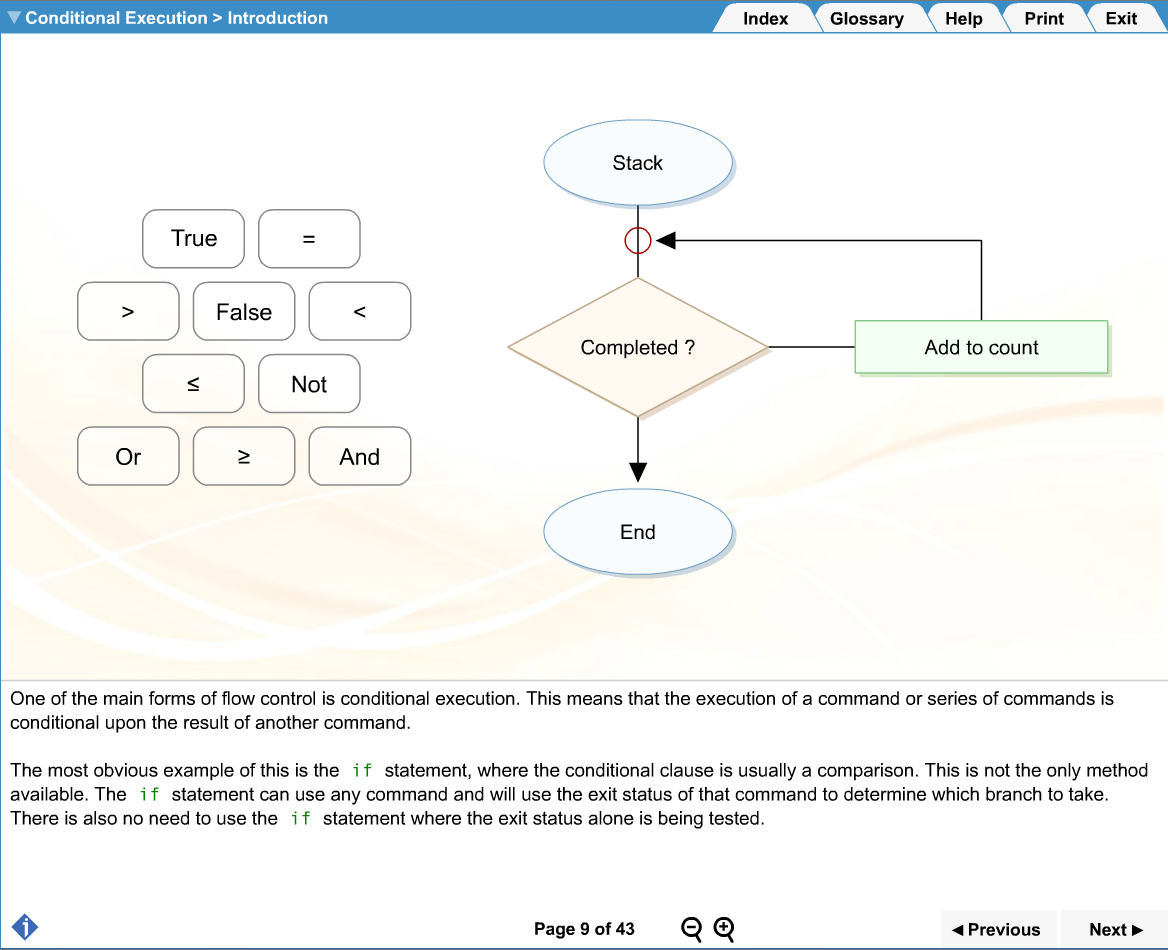 Conditional Execution > Introduction
Index Glossary Help Print Exit
True =
> False <
≤ Not
Or ≥ And
Stack
Completed ?
Add to count
End
One of the main forms of flow control is conditional execution. This means that the execution of a command or series of commands is
conditional upon the result of another command.
The most obvious example of this is the if statement, where the conditional clause is usually a comparison. This is not the only method
available. The if statement can use any command and will use the exit status of that command to determine which branch to take.
There is also no need to use the if statement where the exit status alone is being tested.
i
Page 9 of 43
Previous Next